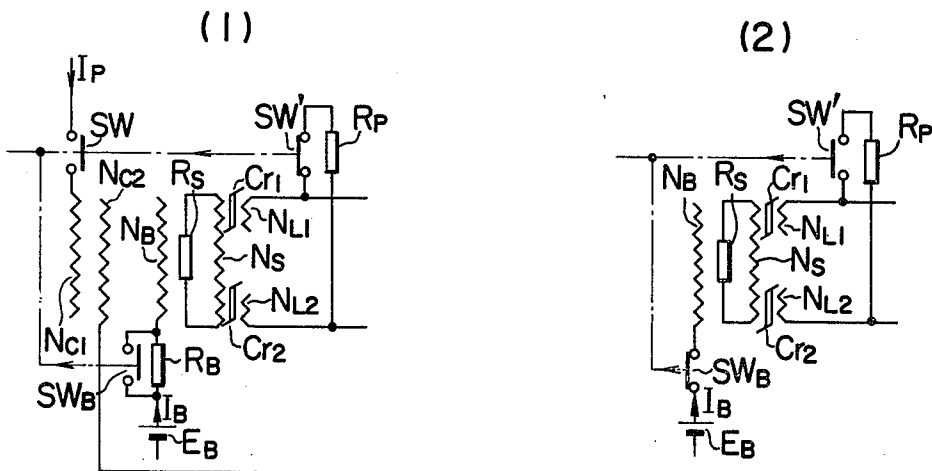 (1)
(2)
IP
SW
SW'
RP
SW'
RP
NC2
RS
Cr1
NB
RS
Cr1
NB
NL1
NL1
NS
NS
NL2
NL2
NC1
Cr2
Cr2
RB
SWB
SWB
IB
IB
EB
EB